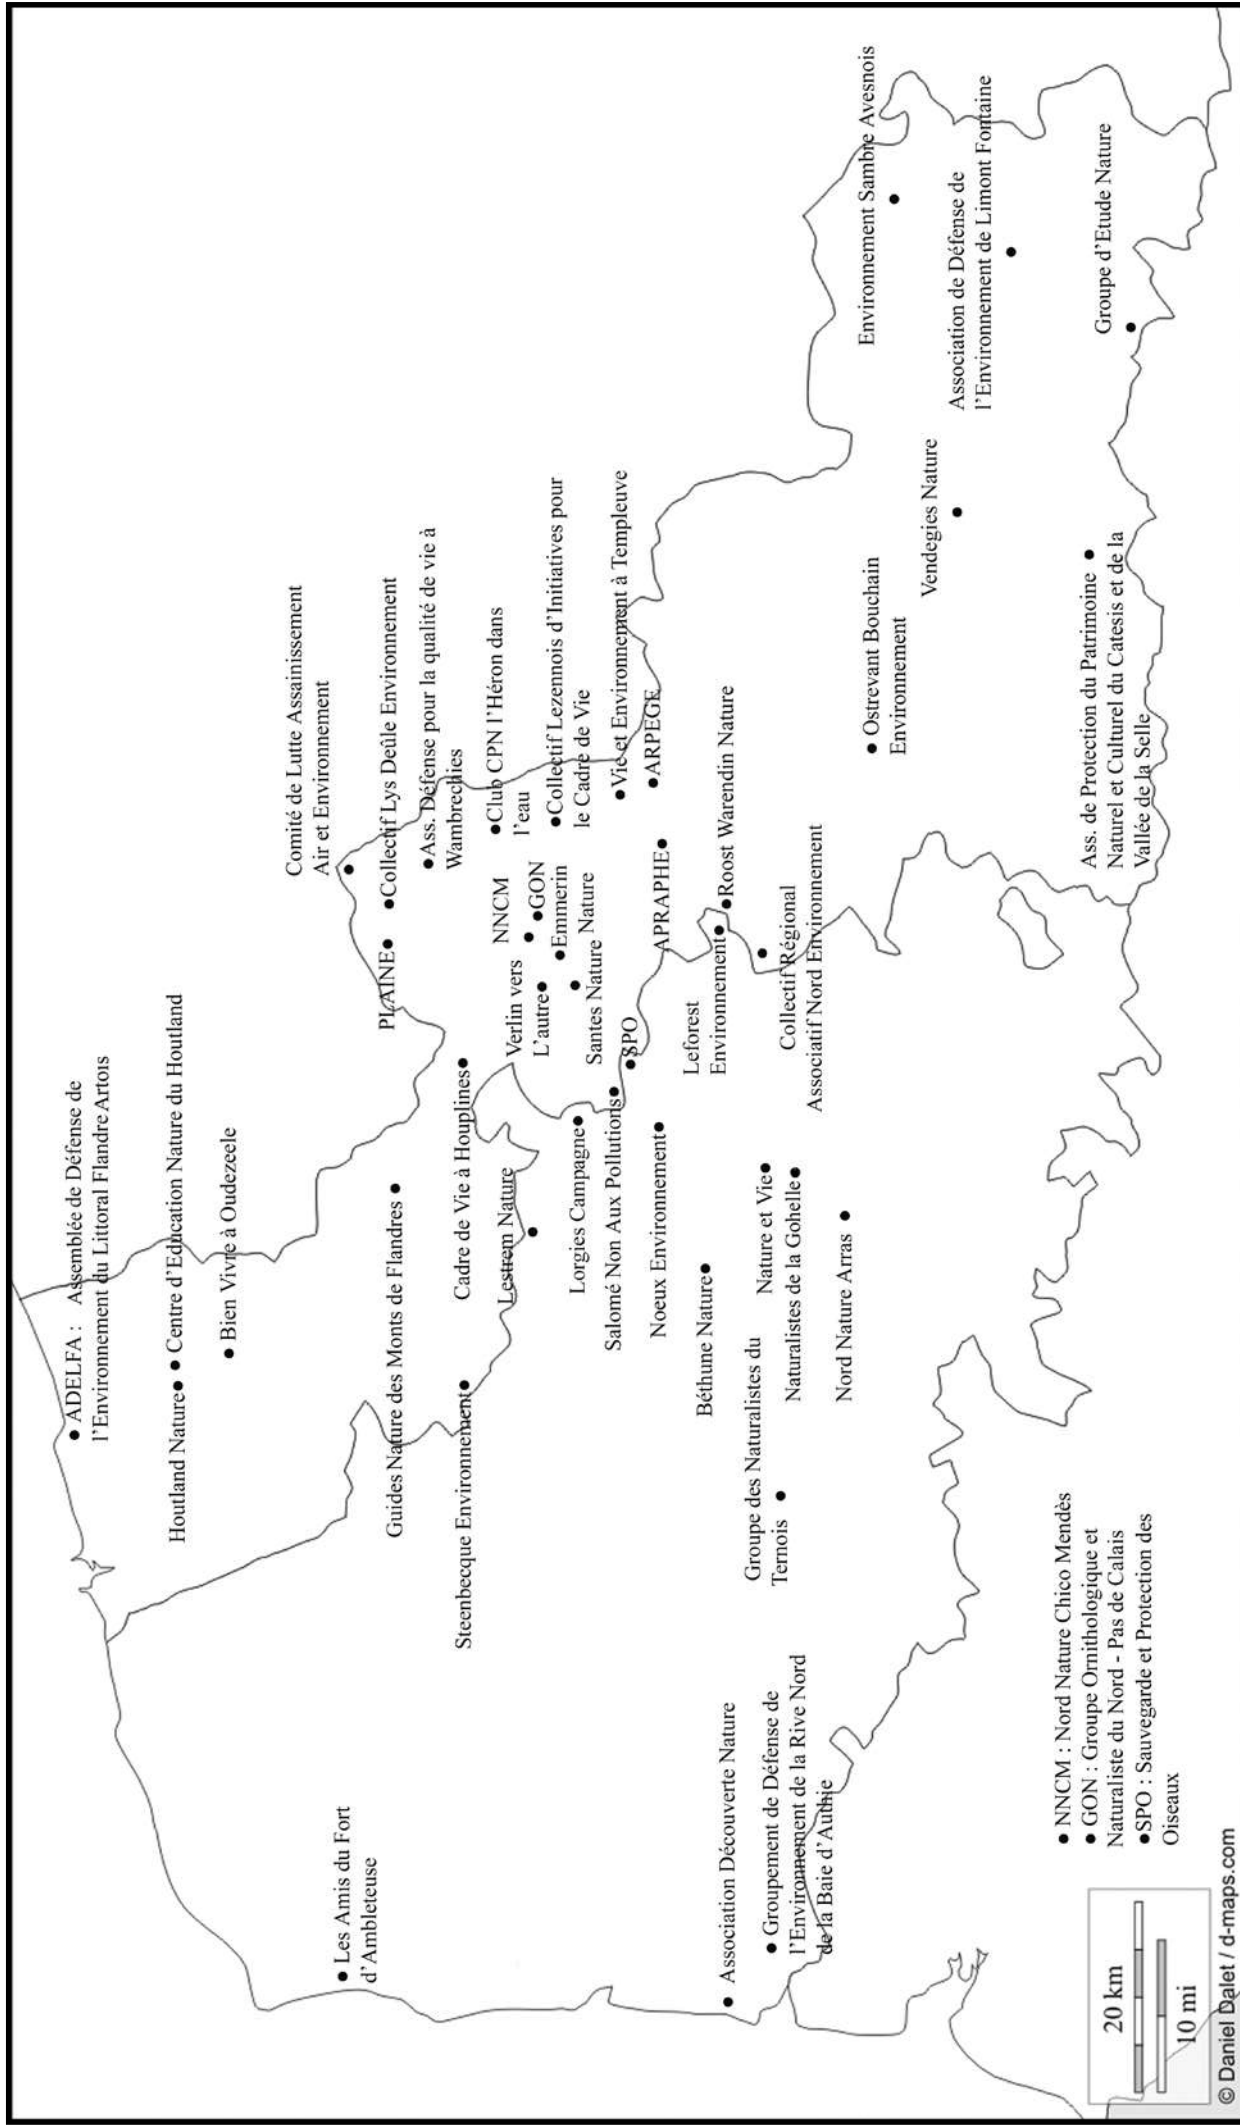 ADELFA : Assemblée de Défense de
l'Environnement du Littoral Flandre Artois
Houtland Nature
Centre d'Education Nature du Houtland
Bien Vivre à Oudezeele
Comité de Lutte Assainissement
Air et Environnement
Les Amis du Fort
d'Ambleteuse
Guides Nature des Monts de Flandres
PLAINE
Collectif Lys Deûle Environnement
Ass. Défense pour la qualité de vie à
Wambrechies
Steenbecque Environnement
Cadre de Vie à Houplines
Lestrem Nature
Verlin vers
L'autre
NNCM
GON
Club CPN l'Héron dans
l'eau
Emmerin
Nature
Collectif Lezennois d'Initiatives pour
le Cadre de Vie
Lorgies Campagne
Santes Nature
Salomé Non Aux Pollutions
SPO
Vie et Environnement à Templeuve
Noeux Environnement
APRAPHE
ARPEGE
Béthune Nature
Leforest
Environnement
Roost Warendin Nature
Association Découverte Nature
Groupement de Défense de
l'Environnement de la Rive Nord
de la Baie d'Authie
Groupe des Naturalistes du
Ternois
Nature et Vie
Naturalistes de la Gohelle
Collectif Régional
Associatif Nord Environnement
Nord Nature Arras
Ostrevant Bouchain
Environnement
Environnement Sambre Avesnois
Vendegies Nature
Association de Défense de
l'Environnement de Limont Fontaine
Ass. de Protection du Patrimoine
Naturel et Culturel du Catesis et de la
Vallée de la Selle
Groupe d'Etude Nature
NNCM : Nord Nature Chico Mendès
GON : Groupe Ornithologique et
Naturaliste du Nord - Pas de Calais
SPO : Sauvegarde et Protection des
Oiseaux
20 km
10 mi
© Daniel Dalet / d-maps.com